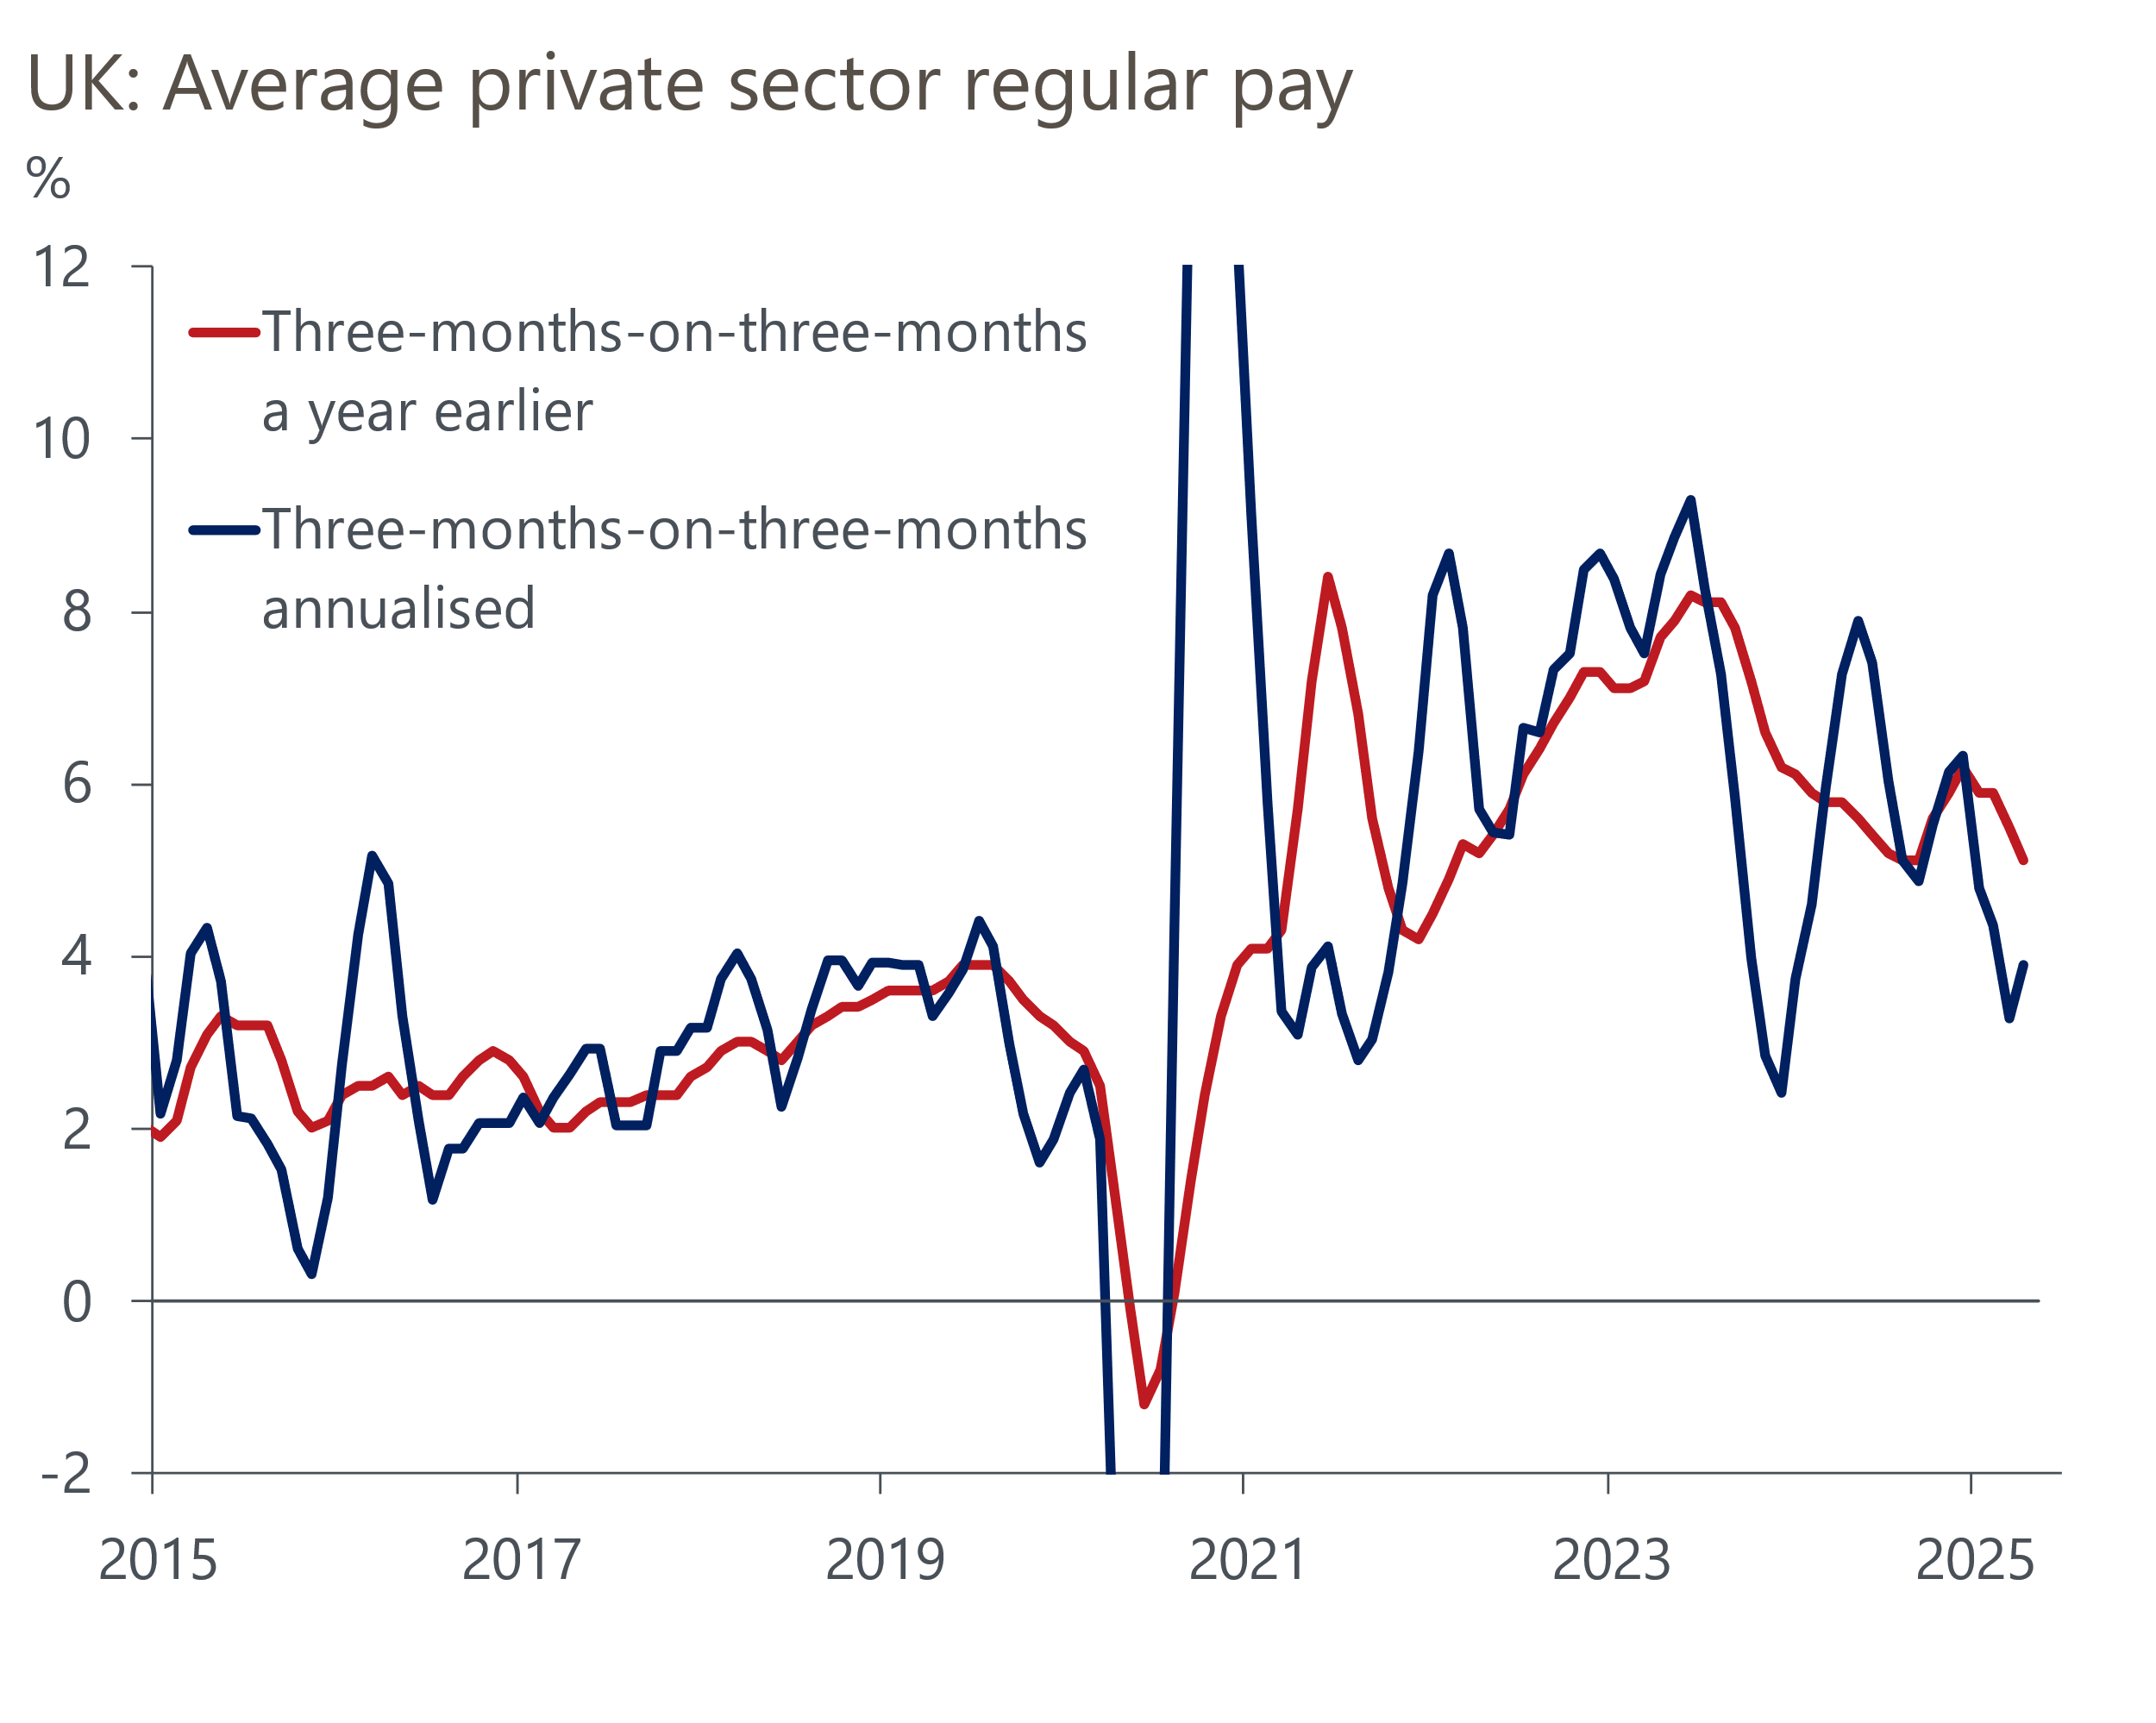 UK: Average private sector regular pay
%
12
Three-months-on-three-months
a year earlier
10
Three-months-on-three-months
annualised
8
6
4
2
0
-2
2015 2017 2019 2021 2023 2025